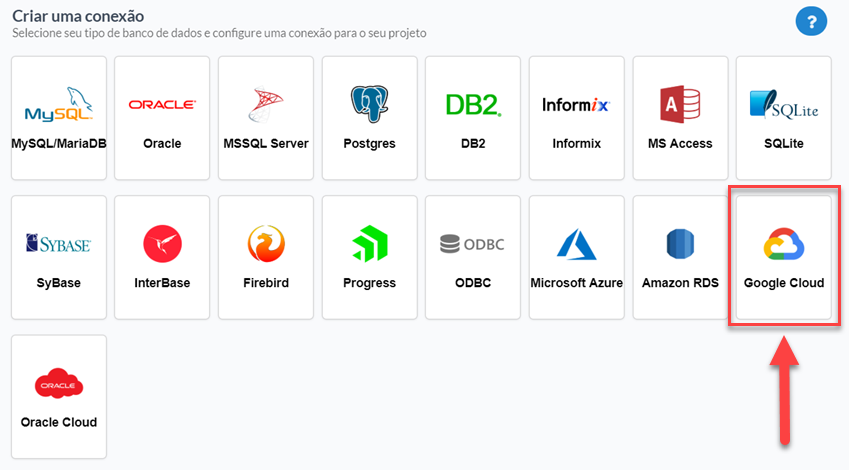 Criar uma conexão
Selecione seu tipo de banco de dados e configure uma conexão para o seu projeto
?
MySQL ORACLE DB2 Informix SQLite
MySQL/MariaDB Oracle MSSQL Server Postgres DB2 Informix MS Access SQLite
SYBASE ODBC
SyBase InterBase Firebird Progress ODBC Microsoft Azure Amazon RDS Google Cloud
ORACLE
Oracle Cloud